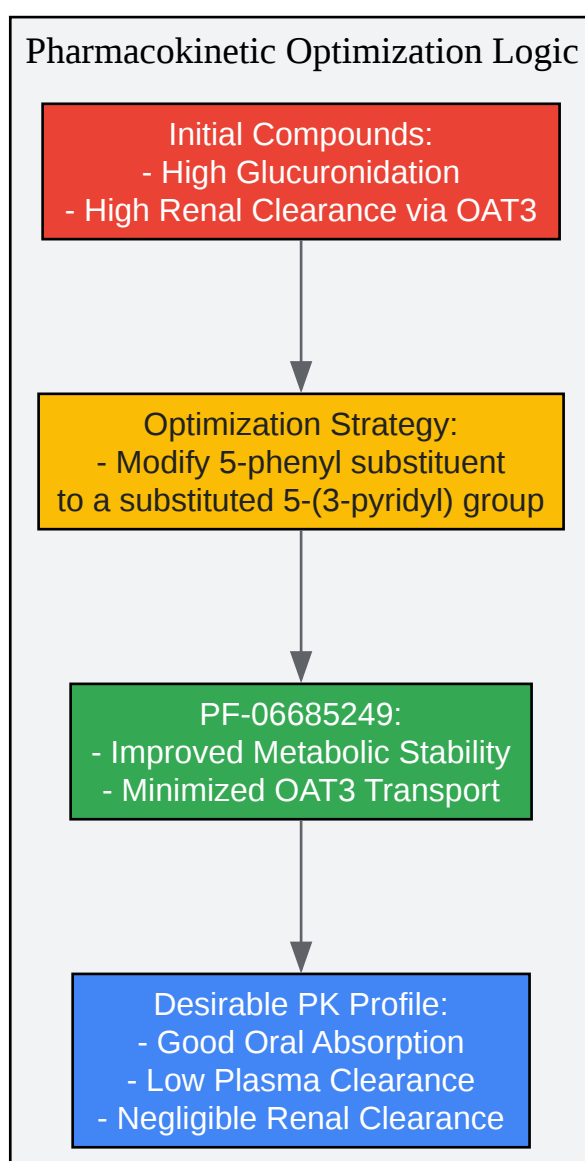 Pharmacokinetic Optimization Logic
Initial Compounds:
- High Glucuronidation
- High Renal Clearance via OAT3
Optimization Strategy:
- Modify 5-phenyl substituent
to a substituted 5-(3-pyridyl) group
PF-06685249:
- Improved Metabolic Stability
- Minimized OAT3 Transport
Desirable PK Profile:
- Good Oral Absorption
- Low Plasma Clearance
- Negligible Renal Clearance